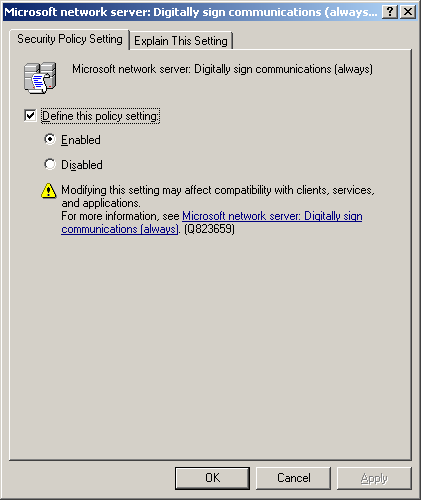 Microsoft network server: Digitally sign communications (always...
Security Policy Setting
Explain This Setting
Microsoft network server: Digitally sign communications (always)
Define this policy setting:
Enabled
Disabled
Modifying this setting may affect compatibility with clients, services,
and applications.
For more information, see Microsoft network server: Digitally sign
communications (always). (Q823659)
OK
Cancel
Apply